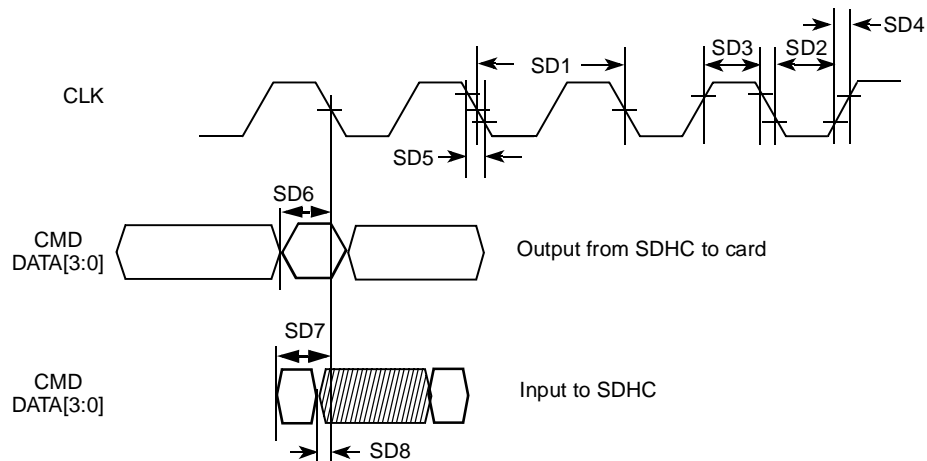 SD4
SD3
SD2
SD1
CLK
SD5
SD6
CMD
DATA[3:0]
Output from SDHC to card
SD7
CMD
DATA[3:0]
Input to SDHC
SD8